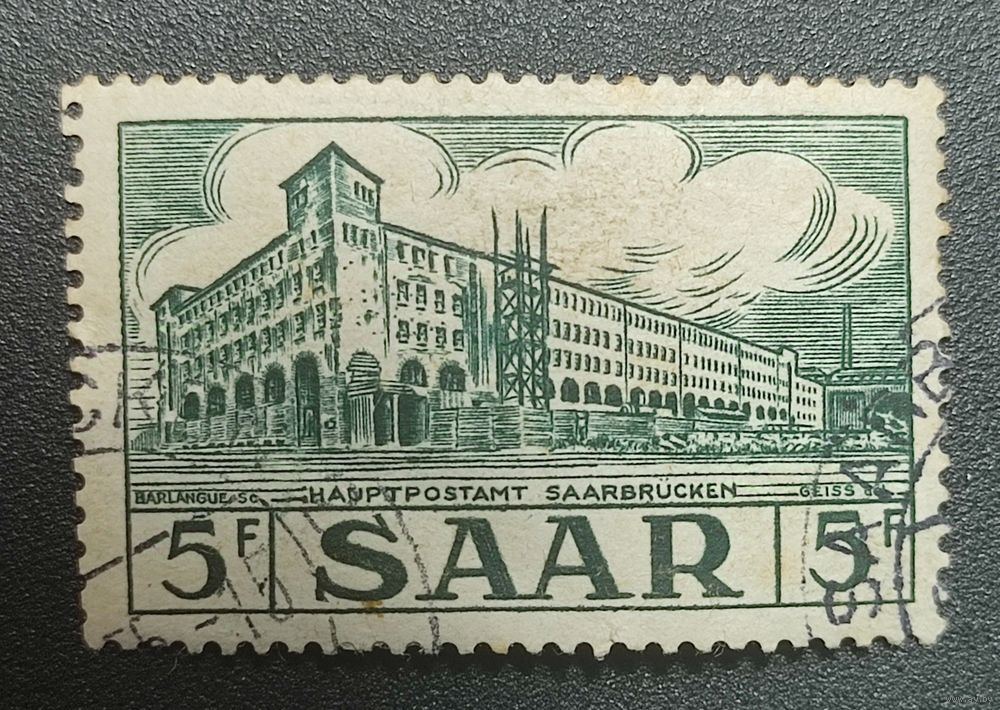 BARLANGUE SC. HAUPTPOSTAMT SAARBRÜCKEN GEISS
5F SAAR 5F